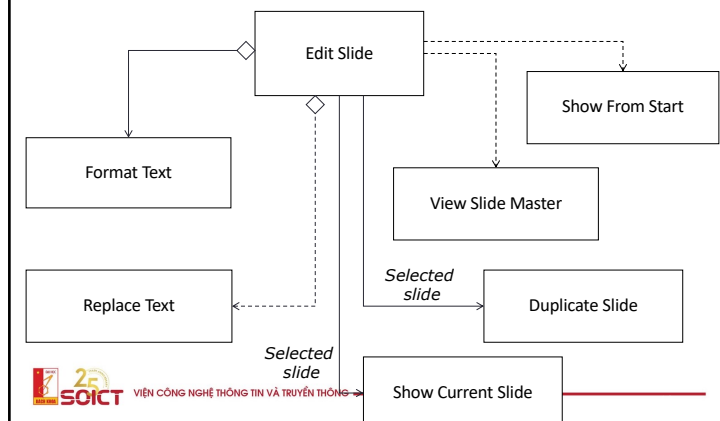 Edit Slide
Show From Start
Format Text
View Slide Master
Selected
slide
Replace Text
Duplicate Slide
Selected
slide
Show Current Slide
25
SOICT
VIỆN CÔNG NGHỆ THÔNG TIN VÀ TRUYỀN THÔNG